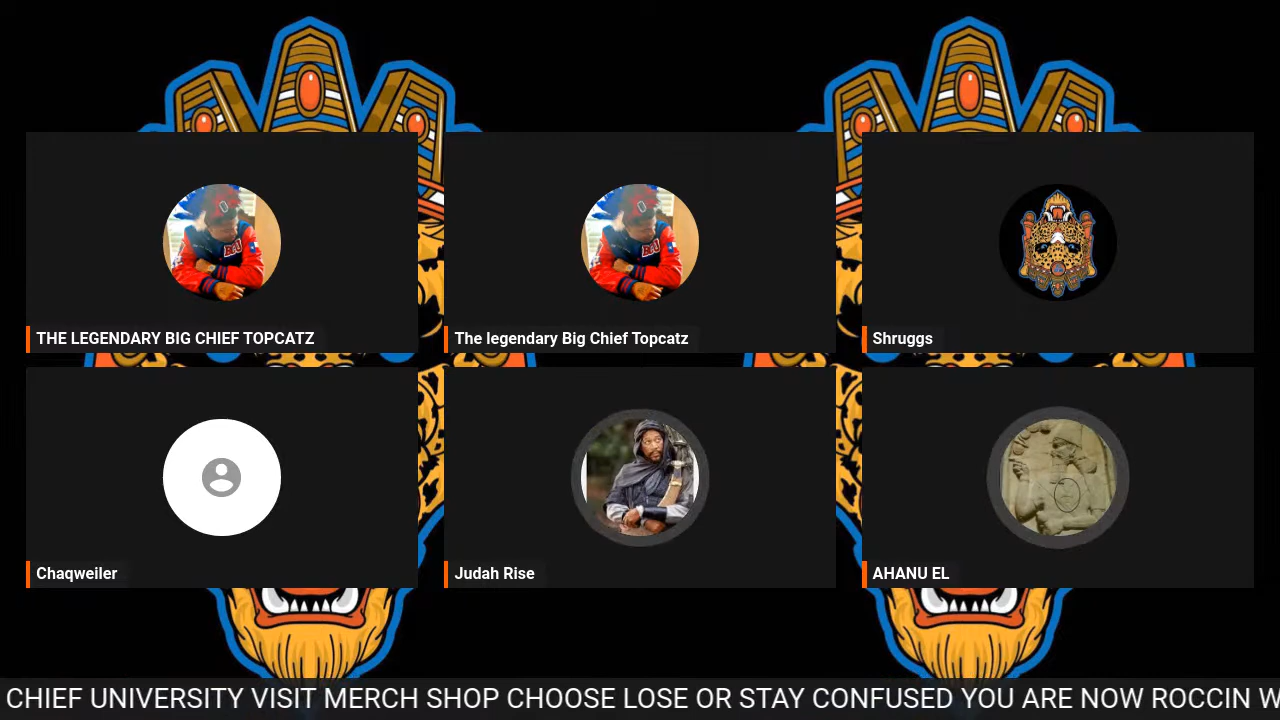 THE LEGENDARY BIG CHIEF TOPCATZ
The legendary Big Chief Topcatz
Shruggs
Chaqweiler
Judah Rise
AHANU EL
CHIEF UNIVERSITY VISIT MERCH SHOP CHOOSE LOSE OR STAY CONFUSED YOU ARE NOW ROCCIN W